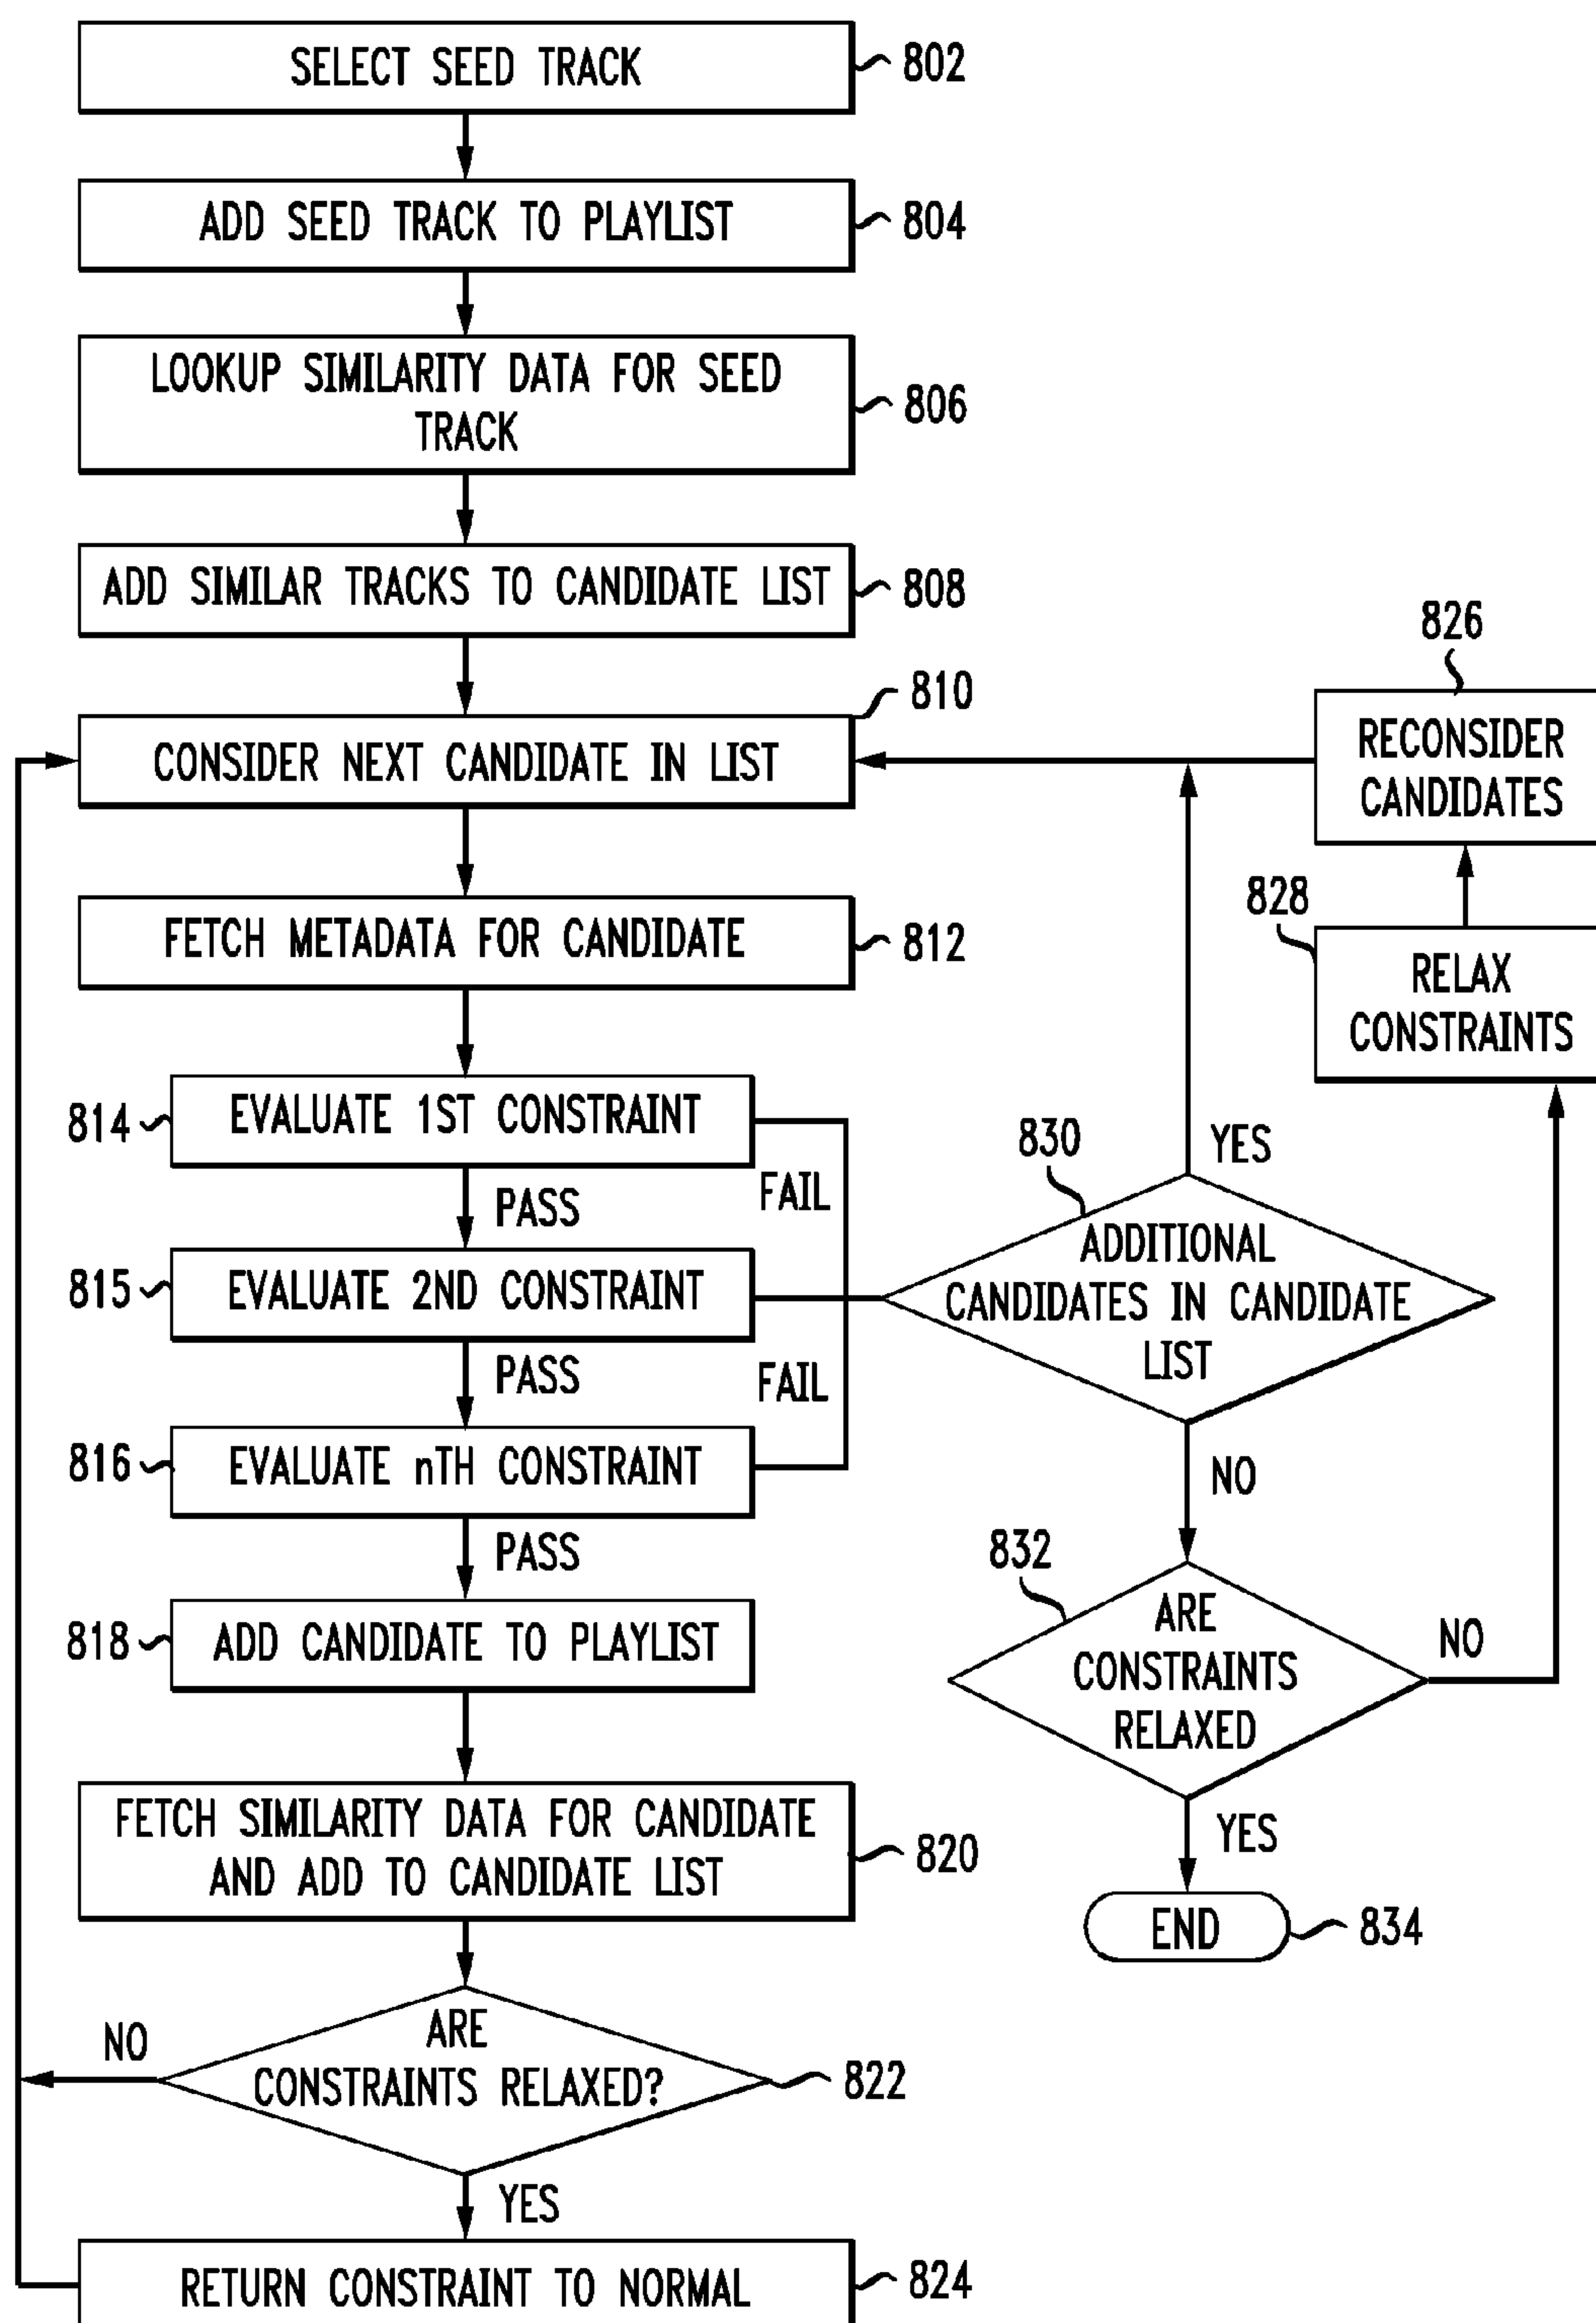 SELECT SEED TRACK
802
ADD SEED TRACK TO PLAYLIST
804
LOOKUP SIMILARITY DATA FOR SEED
TRACK
806
ADD SIMILAR TRACKS TO CANDIDATE LIST
808
810
CONSIDER NEXT CANDIDATE IN LIST
826
RECONSIDER
CANDIDATES
FETCH METADATA FOR CANDIDATE
812
828
RELAX
CONSTRAINTS
814
EVALUATE 1ST CONSTRAINT
FAIL
PASS
815
EVALUATE 2ND CONSTRAINT
FAIL
PASS
816
EVALUATE nTH CONSTRAINT
PASS
830
YES
ADDITIONAL
CANDIDATES IN CANDIDATE
LIST
NO
832
ARE
CONSTRAINTS
RELAXED
NO
YES
END
834
818
ADD CANDIDATE TO PLAYLIST
FETCH SIMILARITY DATA FOR CANDIDATE
AND ADD TO CANDIDATE LIST
820
NO
ARE
CONSTRAINTS RELAXED?
822
YES
RETURN CONSTRAINT TO NORMAL
824